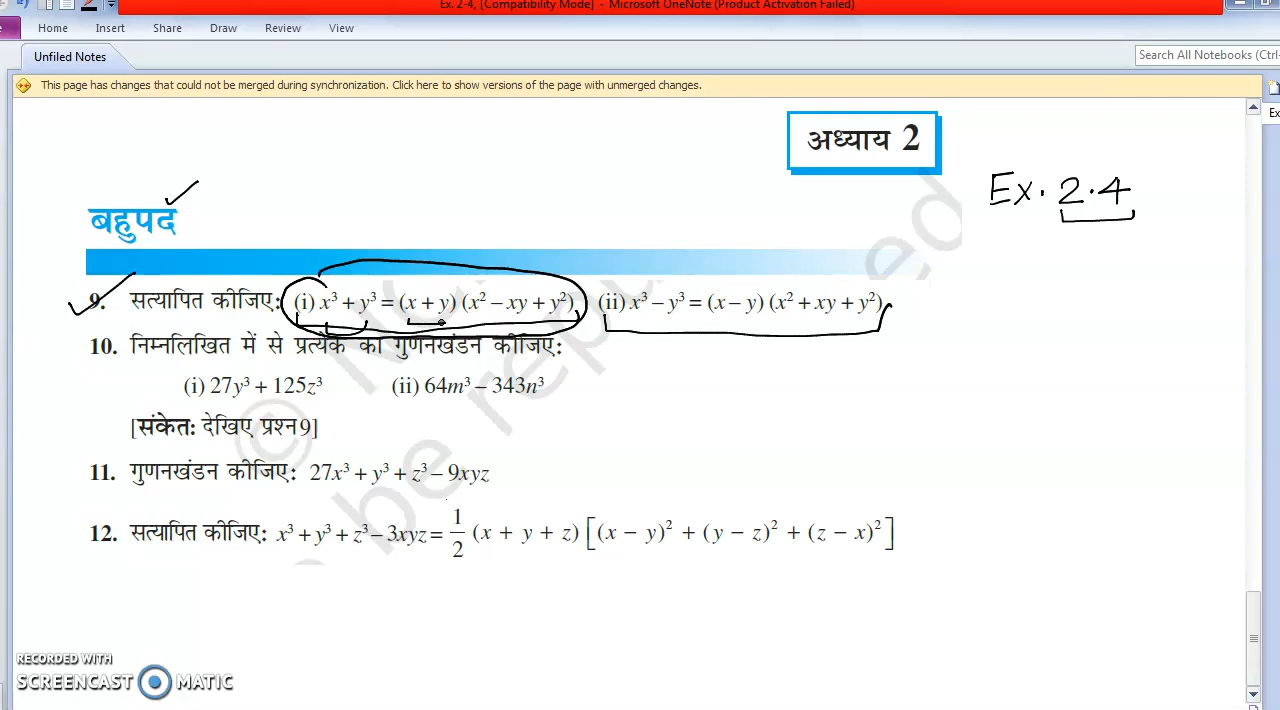 Ex. 2-4, [Compatibility Mode] - Microsoft OneNote (Product Activation Failed)
Home Insert Share Draw Review View
Unfiled Notes
Search All Notebooks (Ctrl+
This page has changes that could not be merged during synchronization. Click here to show versions of the page with unmerged changes.
Ex
अध्याय 2
Ex. 2.4
बहुपद
9. सत्यापित कीजिए: (i) x³ + y³ = (x + y) (x² – xy + y²) (ii) x³ – y³ = (x – y) (x² + xy + y²)
10. निम्नलिखित में से प्रत्येक का गुणनखंडन कीजिए:
(i) 27y³ + 125z³ (ii) 64m³ – 343n³
[संकेत: देखिए प्रश्न 9]
11. गुणनखंडन कीजिए: 27x³ + y³ + z³ – 9xyz
12. सत्यापित कीजिए: x³ + y³ + z³ – 3xyz = 1/2 (x + y + z) [(x – y)² + (y – z)² + (z – x)²]
RECORDED WITH
SCREENCAST MATIC